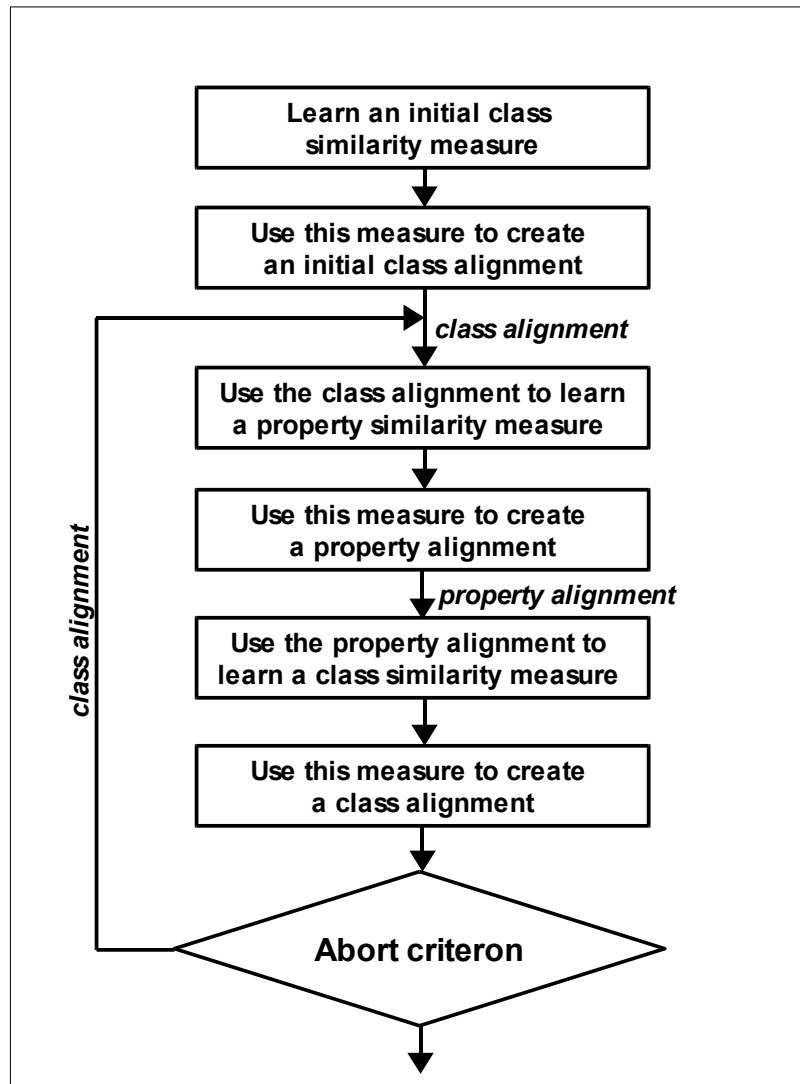 Learn an initial class
similarity measure
Use this measure to create
an initial class alignment
class alignment
Use the class alignment to learn
a property similarity measure
Use this measure to create
a property alignment
property alignment
Use the property alignment to
learn a class similarity measure
class alignment
Use this measure to create
a class alignment
Abort criteron